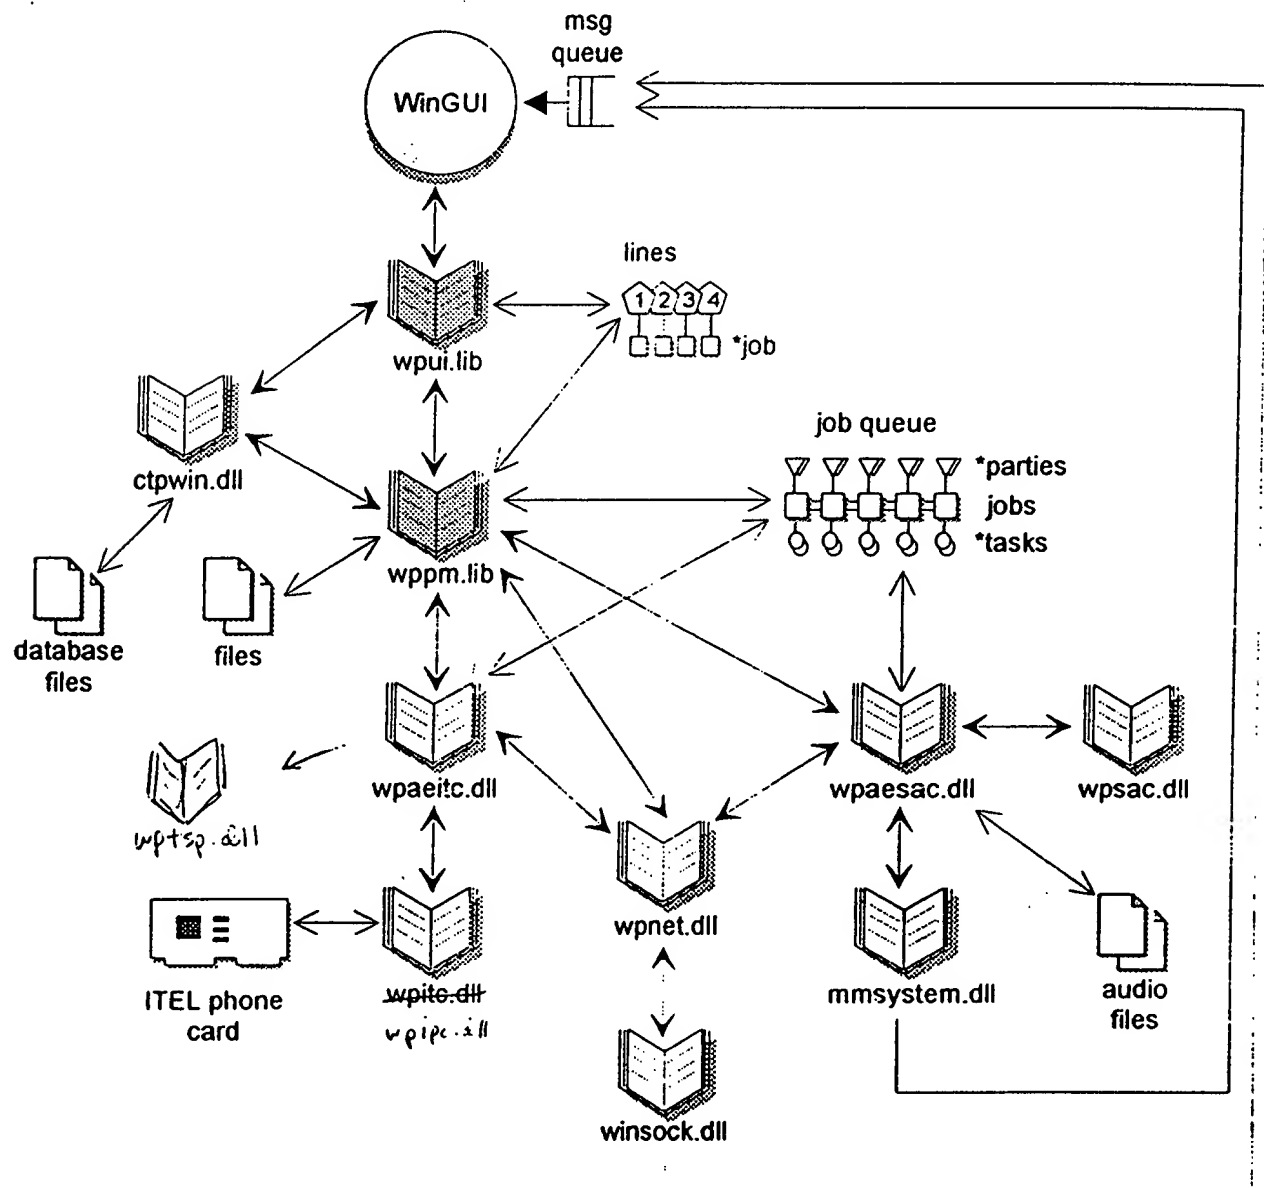 msg
queue
WinGUI
lines
1 2 3 4
*job
wpui.lib
job queue
*parties
ctpwin.dll
jobs
*tasks
wppm.lib
database
files
files
wpaeitc.dll
wpaesac.dll
wpsac.dll
wptsp.dll
wpnet.dll
wpitc.dll
wpipc.dll
ITEL phone
card
mmsystem.dll
audio
files
winsock.dll